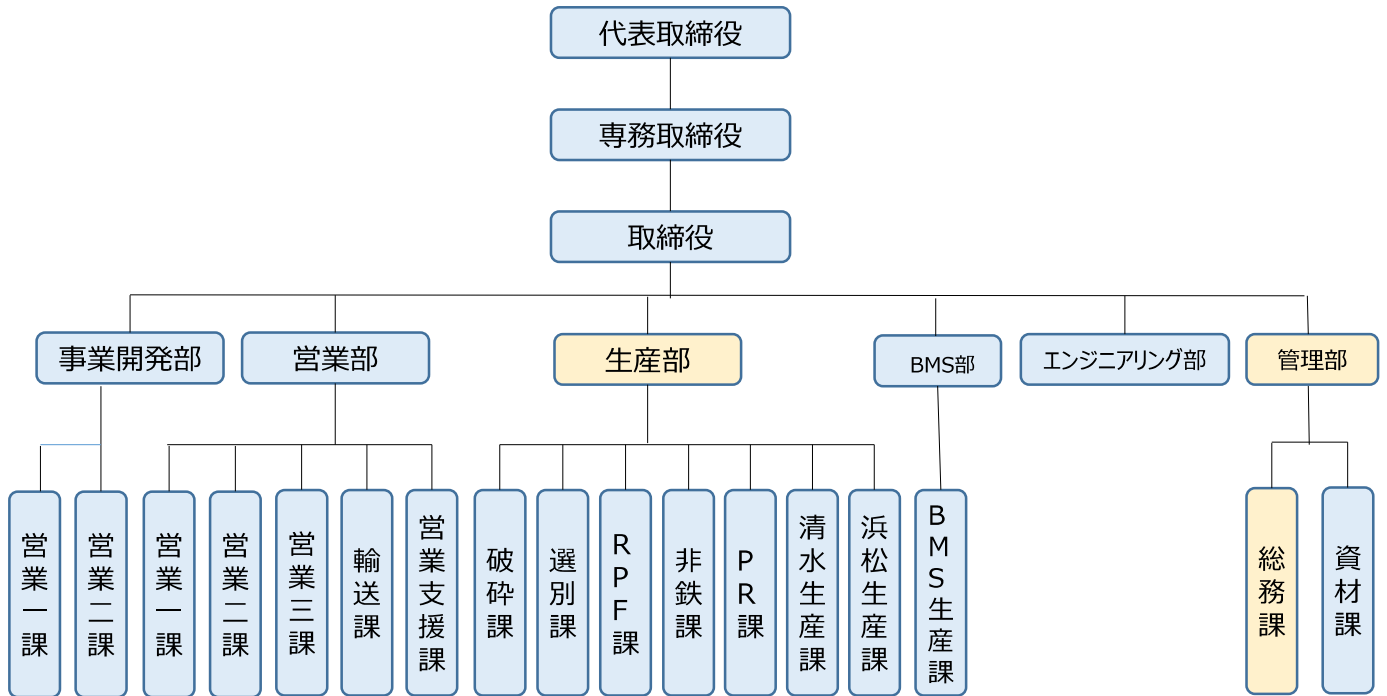 代表取締役
専務取締役
取締役
事業開発部
営業部
生産部
BMS部
エンジニアリング部
管理部
営業一課
営業二課
営業一課
営業二課
営業三課
輸送課
営業支援課
破砕課
選別課
RPF課
非鉄課
PR課
清水生産課
浜松生産課
BMS生産課
総務課
資材課